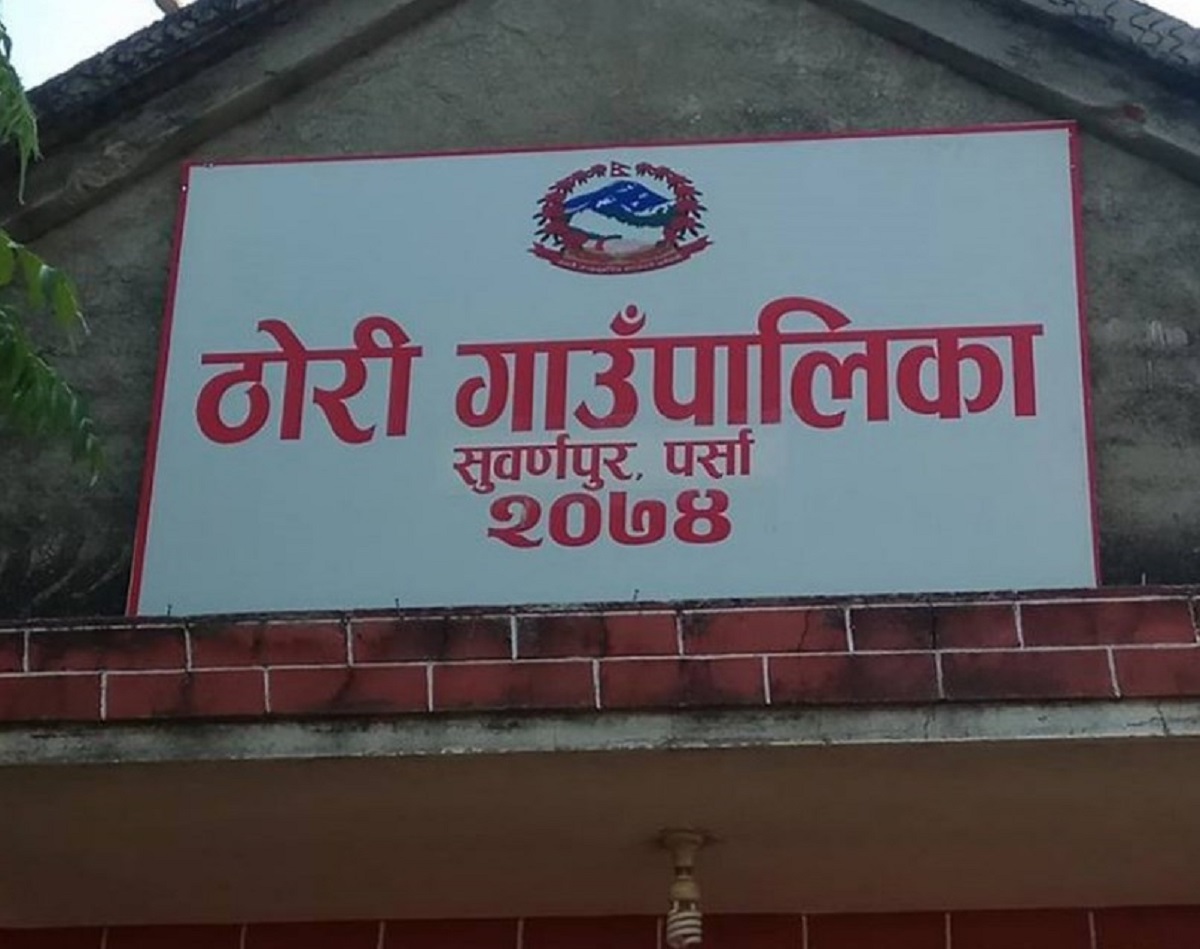 ठोरी गाउँपालिका
सुवर्णपुर, पर्सा
२०७४